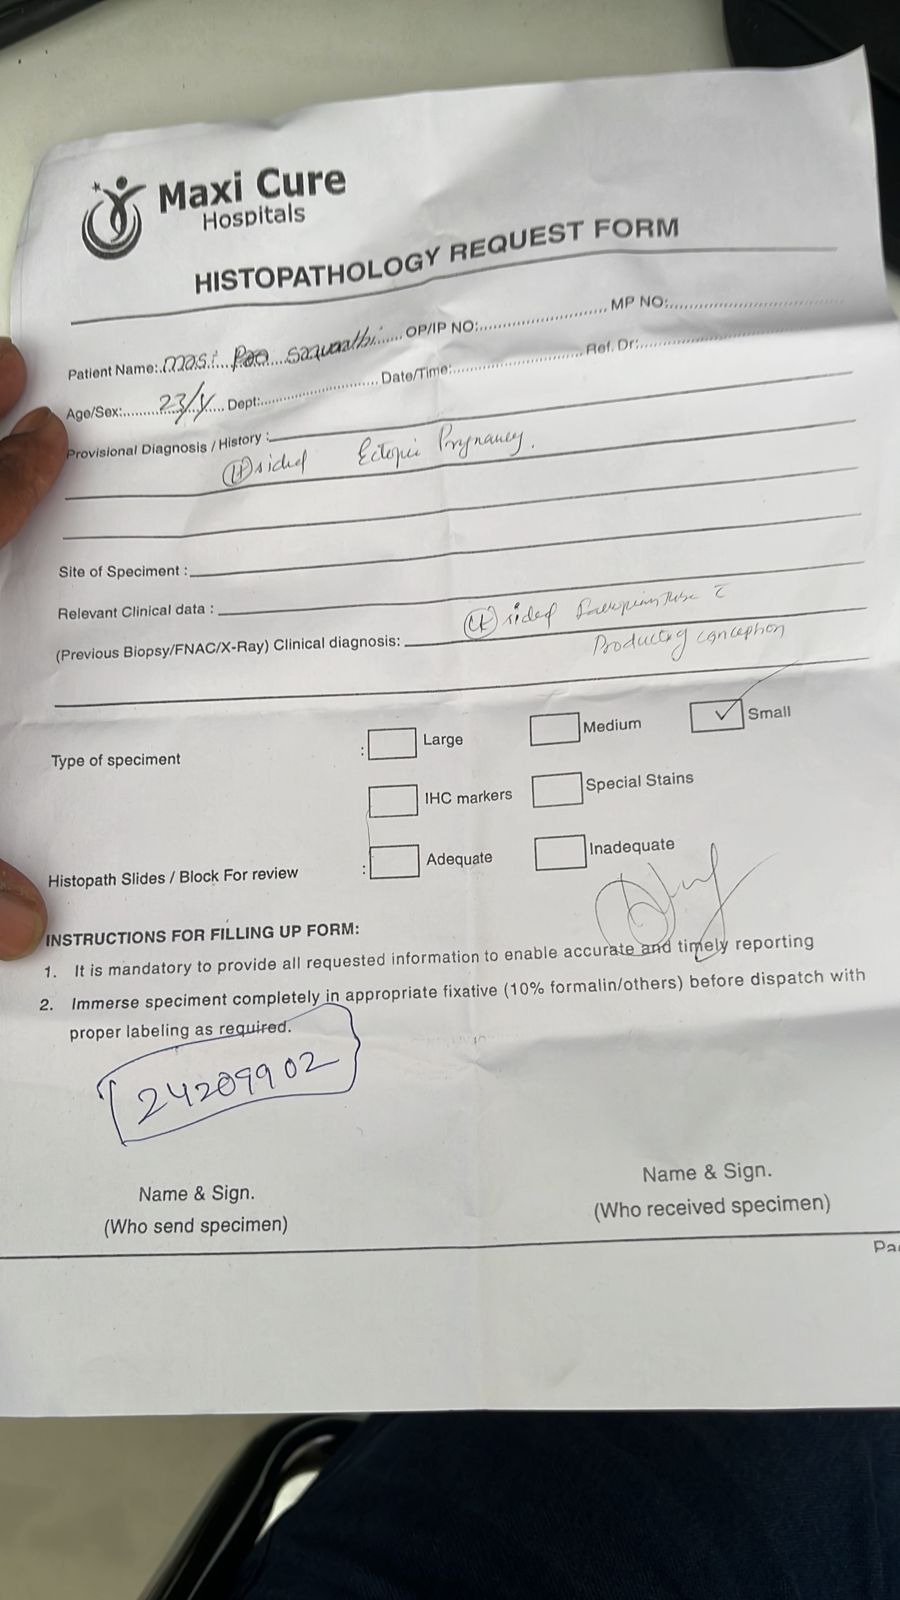 Maxi Cure
Hospitals
HISTOPATHOLOGY REQUEST FORM
Patient Name: OP/IP NO: MP NO:
Age/Sex: 23/Y Dept: Date/Time: Ref. Dr:
Provisional Diagnosis / History :
sided Ectopic Pregnancy.
Site of Specimen :
Relevant Clinical data :
sided
(Previous Biopsy/FNAC/X-Ray) Clinical diagnosis:
conception
Type of speciment : Large Medium ✓ Small
IHC markers Special Stains
Histopath Slides / Block For review : Adequate Inadequate
INSTRUCTIONS FOR FILLING UP FORM:
1. It is mandatory to provide all requested information to enable accurate and timely reporting
2. Immerse speciment completely in appropriate fixative (10% formalin/others) before dispatch with
proper labeling as required.
24209902
Name & Sign. Name & Sign.
(Who send specimen) (Who received specimen)